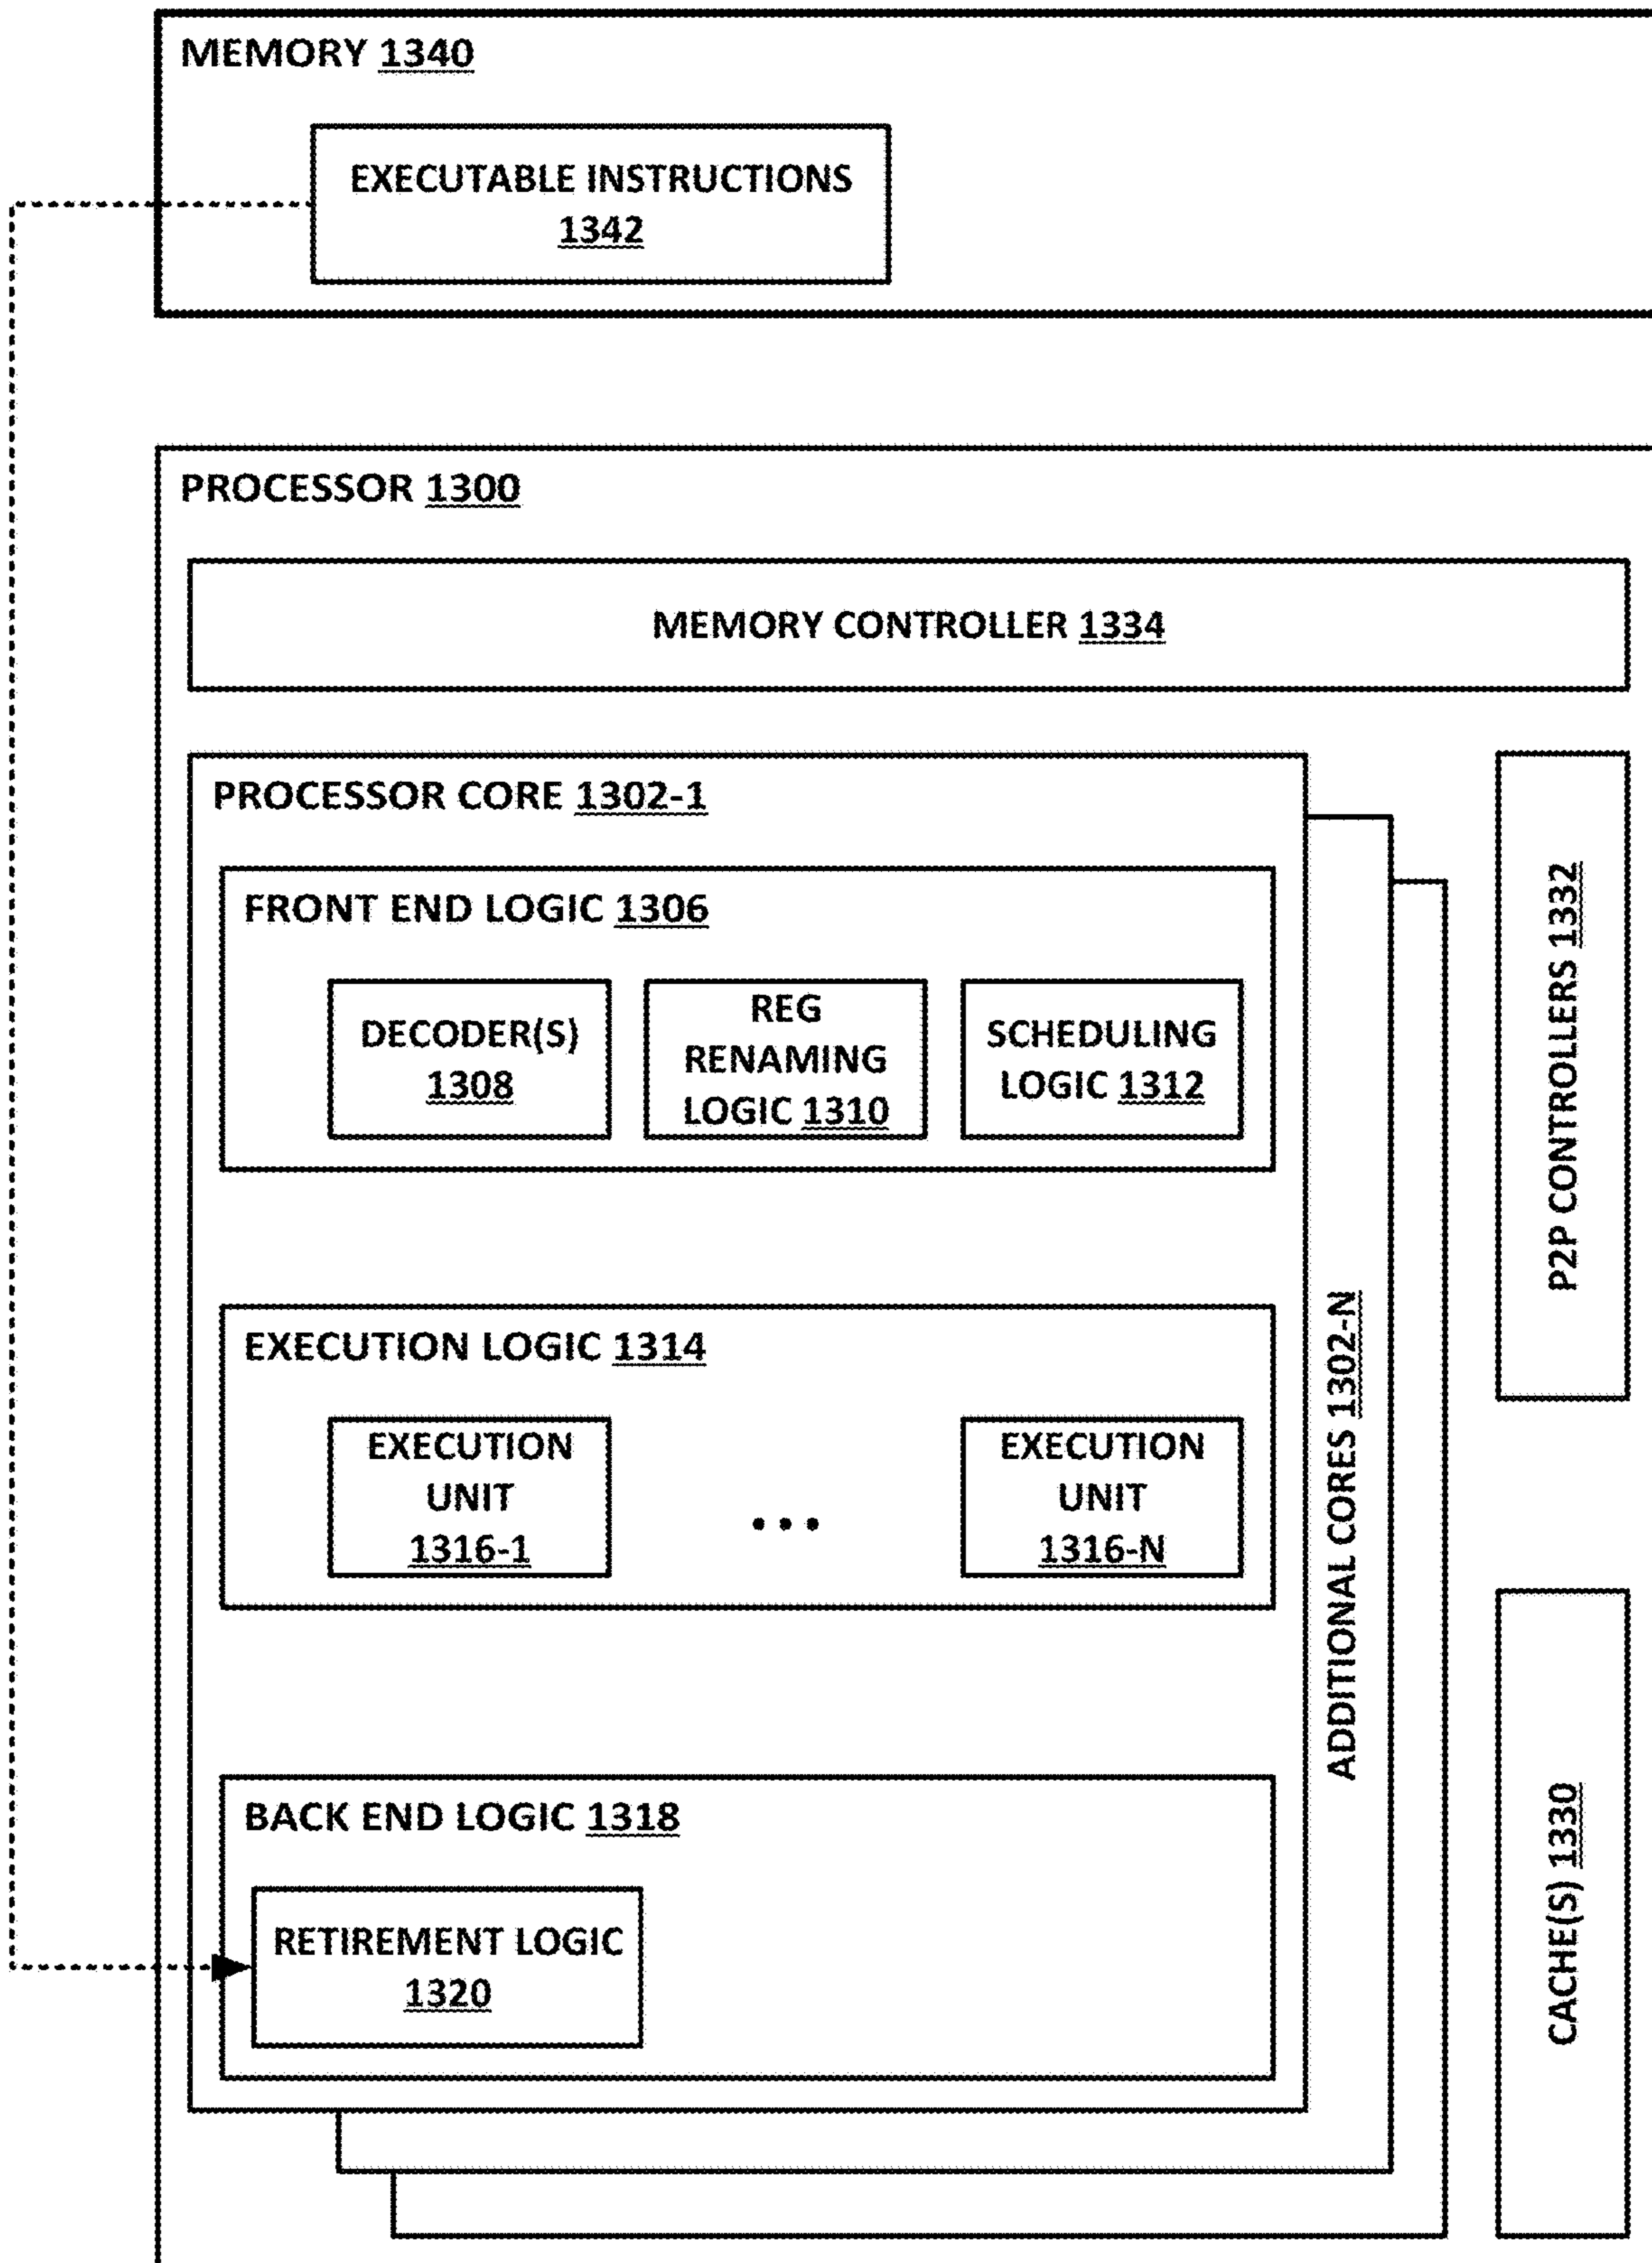 MEMORY 1340
EXECUTABLE INSTRUCTIONS
1342
PROCESSOR 1300
MEMORY CONTROLLER 1334
PROCESSOR CORE 1302-1
FRONT END LOGIC 1306
DECODER(S)
1308
REG
RENAMING
LOGIC 1310
SCHEDULING
LOGIC 1312
EXECUTION LOGIC 1314
EXECUTION
UNIT
1316-1
...
EXECUTION
UNIT
1316-N
BACK END LOGIC 1318
RETIREMENT LOGIC
1320
ADDITIONAL CORES 1302-N
P2P CONTROLLERS 1332
CACHE(S) 1330